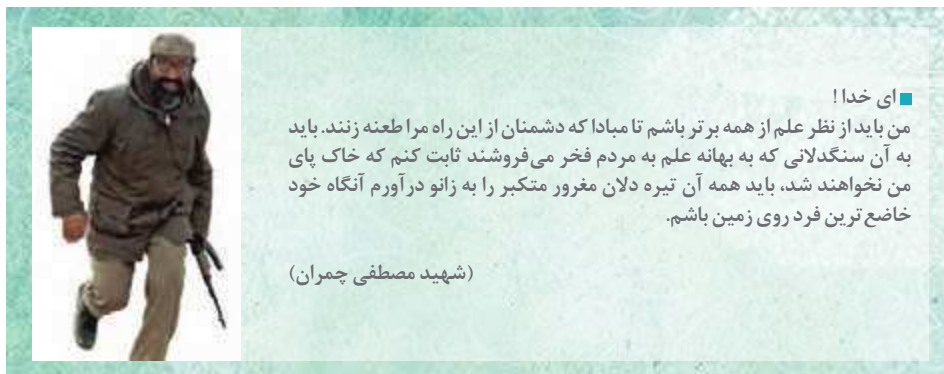 ای خدا !
من باید از نظر علم از همه برتر باشم تا مبادا که دشمنان از این راه مرا طعنه زنند. باید
به آن سنگدلانی که به بهانه علم به مردم فخر می‌فروشند ثابت کنم که خاک پای
من نخواهند شد، باید همه آن تیره دلان مغرور متکبر را به زانو درآورم آنگاه خود
خاضع ترین فرد روی زمین باشم.
(شهید مصطفی چمران)